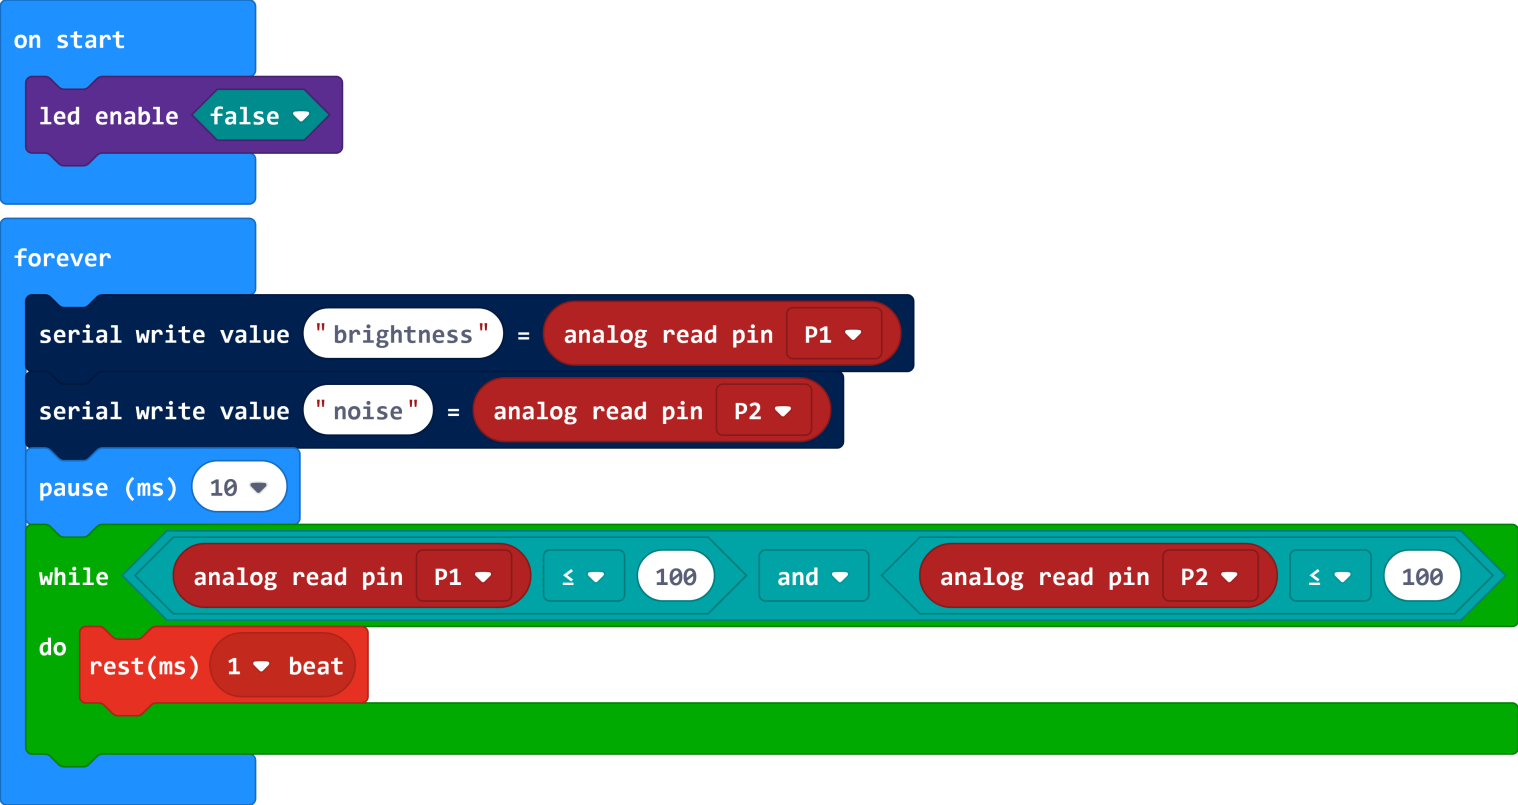 on start
led enable false
forever
serial write value "brightness" = analog read pin P1
serial write value "noise" = analog read pin P2
pause (ms) 10
while analog read pin P1 ≤ 100 and analog read pin P2 ≤ 100
do
rest(ms) 1 beat